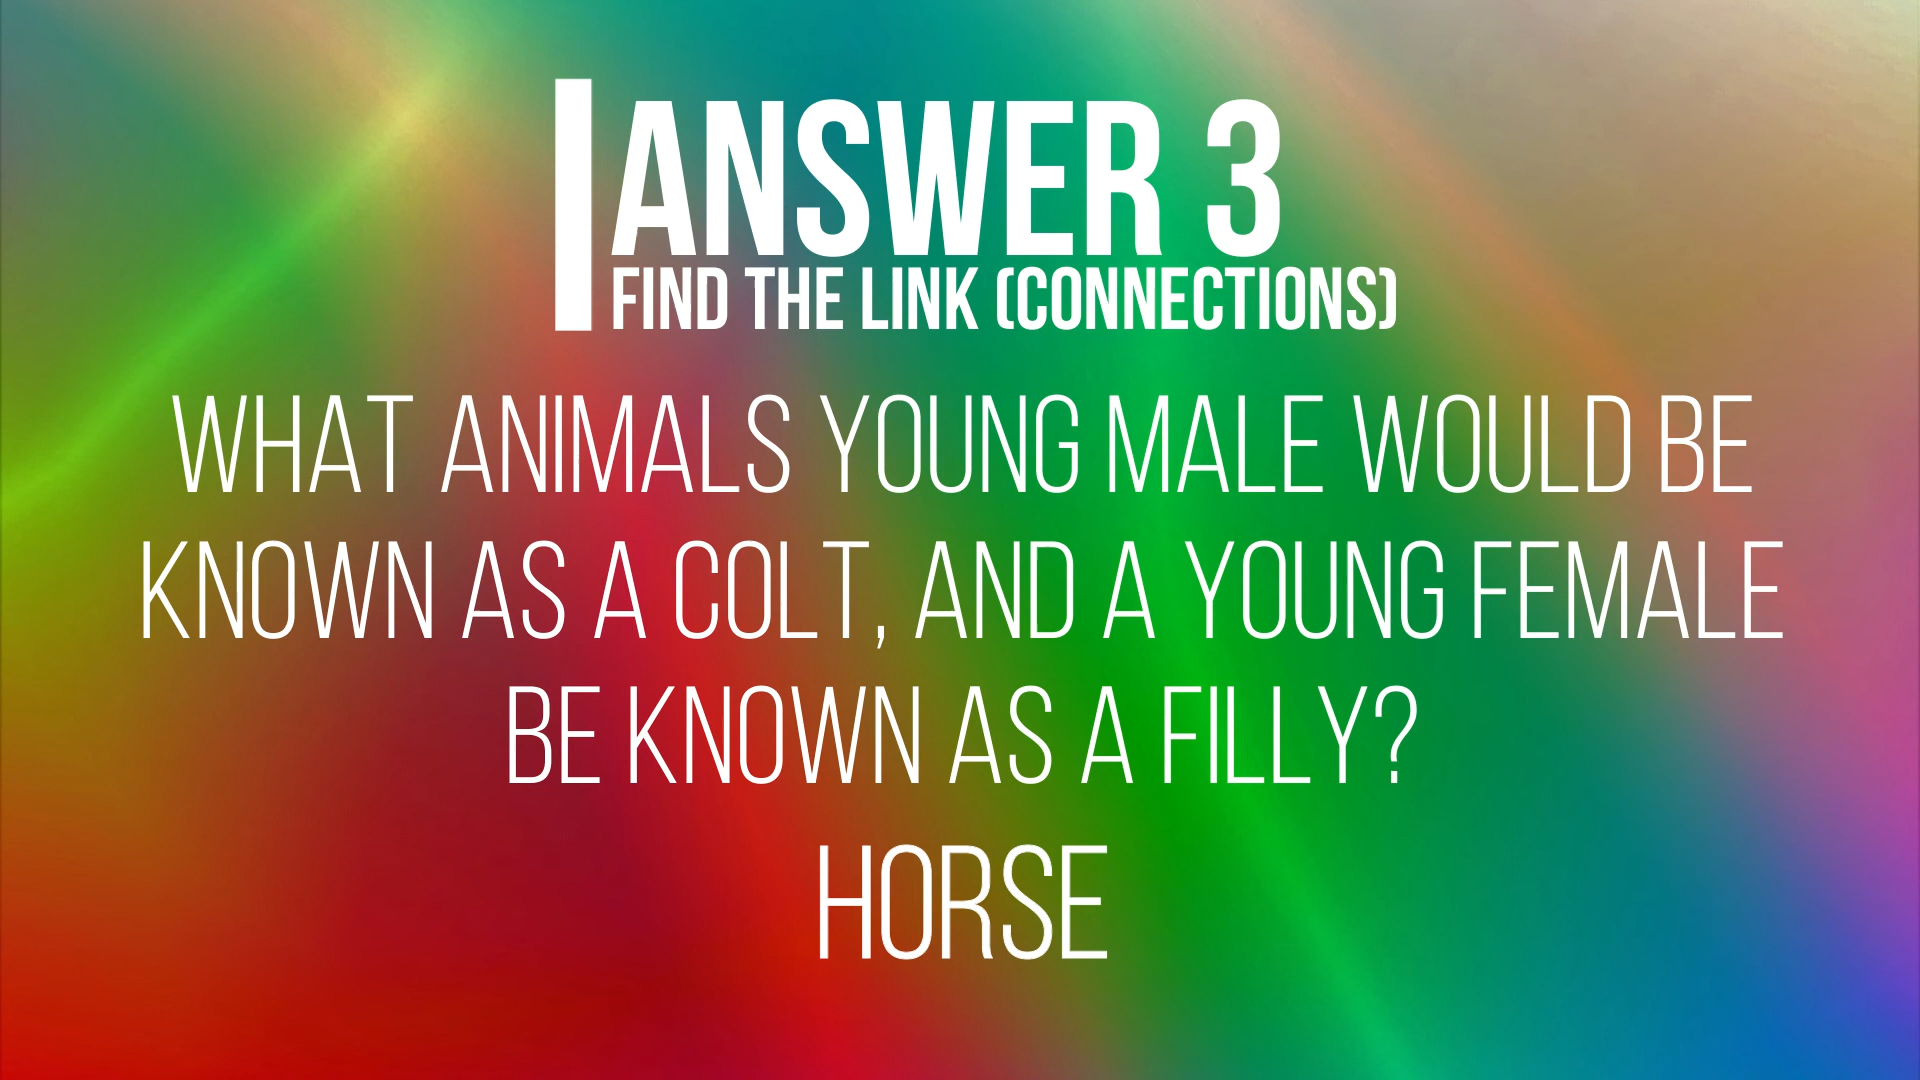 ANSWER 3
FIND THE LINK (CONNECTIONS)
WHAT ANIMALS YOUNG MALE WOULD BE
KNOWN AS A COLT, AND A YOUNG FEMALE
BE KNOWN AS A FILLY?
HORSE